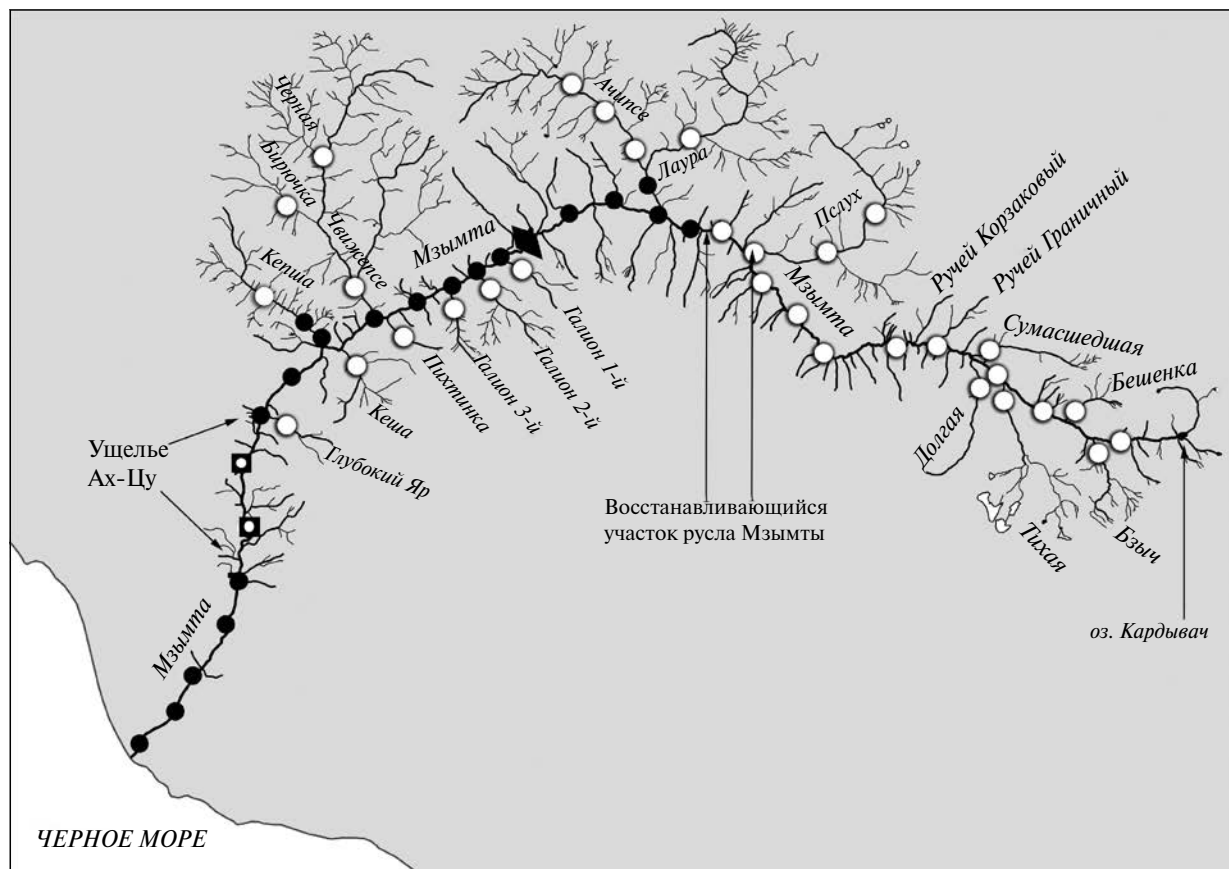 Черная
Бирючка
Чвижепсе
Кепша
Мзымта
Ачипсе
Лаура
Пслух
Ручей Корзаковый
Ручей Граничный
Мзымта
Сумасшедшая
Бешенка
Галион 1-й
Галион 2-й
Галион 3-й
Пихтинка
Кеша
Глубокий Яр
Ущелье
Ах-Цу
Долгая
Тихая
Бзыч
Восстанавливающийся
участок русла Мзымты
оз. Кардывач
Мзымта
ЧЕРНОЕ МОРЕ